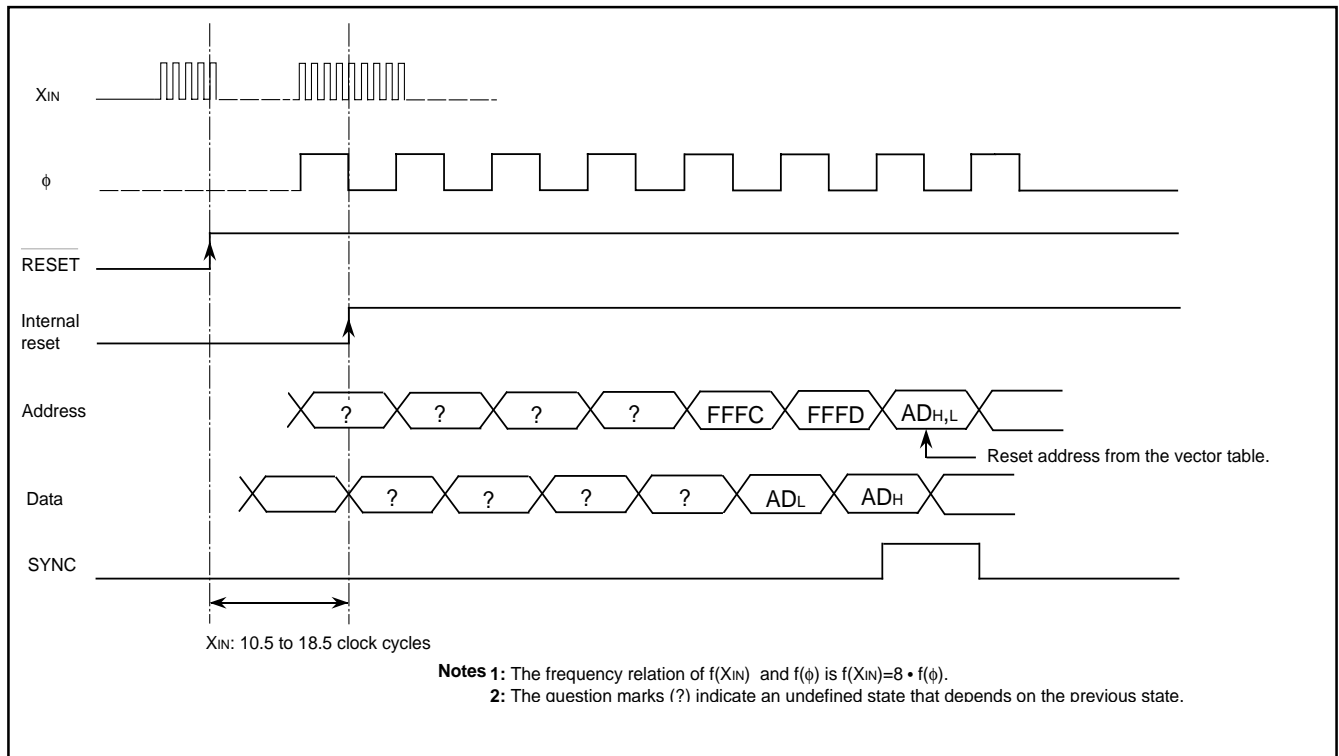 XIN
ϕ
RESET
Internal
reset
Address
? ? ? ? FFFC FFFD ADH,L
Reset address from the vector table.
Data
? ? ? ? ADL ADH
SYNC
XIN: 10.5 to 18.5 clock cycles
Notes 1: The frequency relation of f(XIN) and f(ϕ) is f(XIN)=8 • f(ϕ).
2: The question marks (?) indicate an undefined state that depends on the previous state.